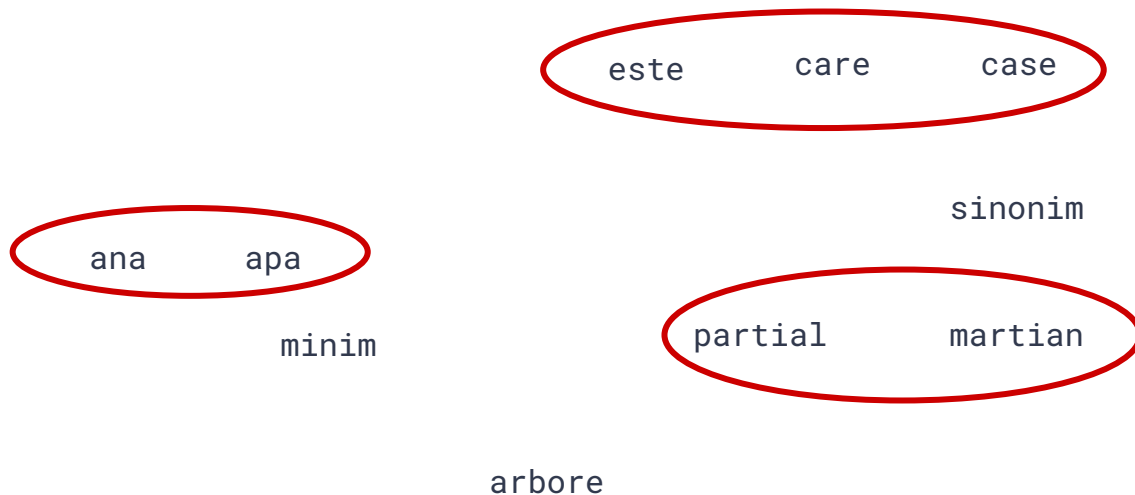 este care case
sinonim
ana apa
minim
partial martian
arbore